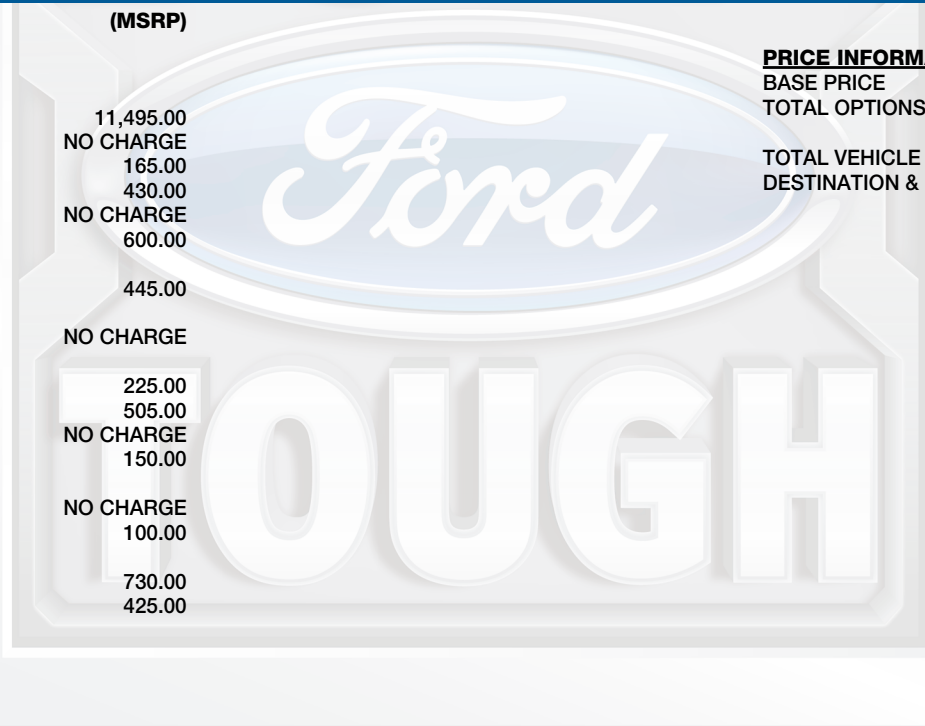 (MSRP)
11,495.00
NO CHARGE
165.00
430.00
NO CHARGE
600.00
445.00
NO CHARGE
225.00
505.00
NO CHARGE
150.00
NO CHARGE
100.00
730.00
425.00
PRICE INFORMA
BASE PRICE
TOTAL OPTIONS
TOTAL VEHICLE
DESTINATION &
Ford
TOUGH